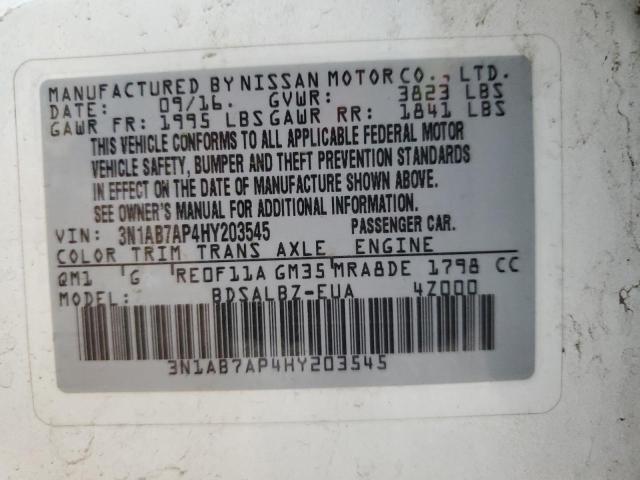 MANUFACTURED BY NISSAN MOTOR CO., LTD.
DATE: 09/16. GVWR: 3823 LBS
GAWR FR: 1995 LBS GAWR RR: 1841 LBS
THIS VEHICLE CONFORMS TO ALL APPLICABLE FEDERAL MOTOR
VEHICLE SAFETY, BUMPER AND THEFT PREVENTION STANDARDS
IN EFFECT ON THE DATE OF MANUFACTURE SHOWN ABOVE.
SEE OWNER'S MANUAL FOR ADDITIONAL INFORMATION.
VIN: 3N1AB7AP4HY203545 PASSENGER CAR.
COLOR TRIM TRANS AXLE ENGINE
QM1 G RE0F11A GM35 MRA8DE 1798 CC
MODEL: BDSALBZ-EUA 4Z000
3N1AB7AP4HY203545